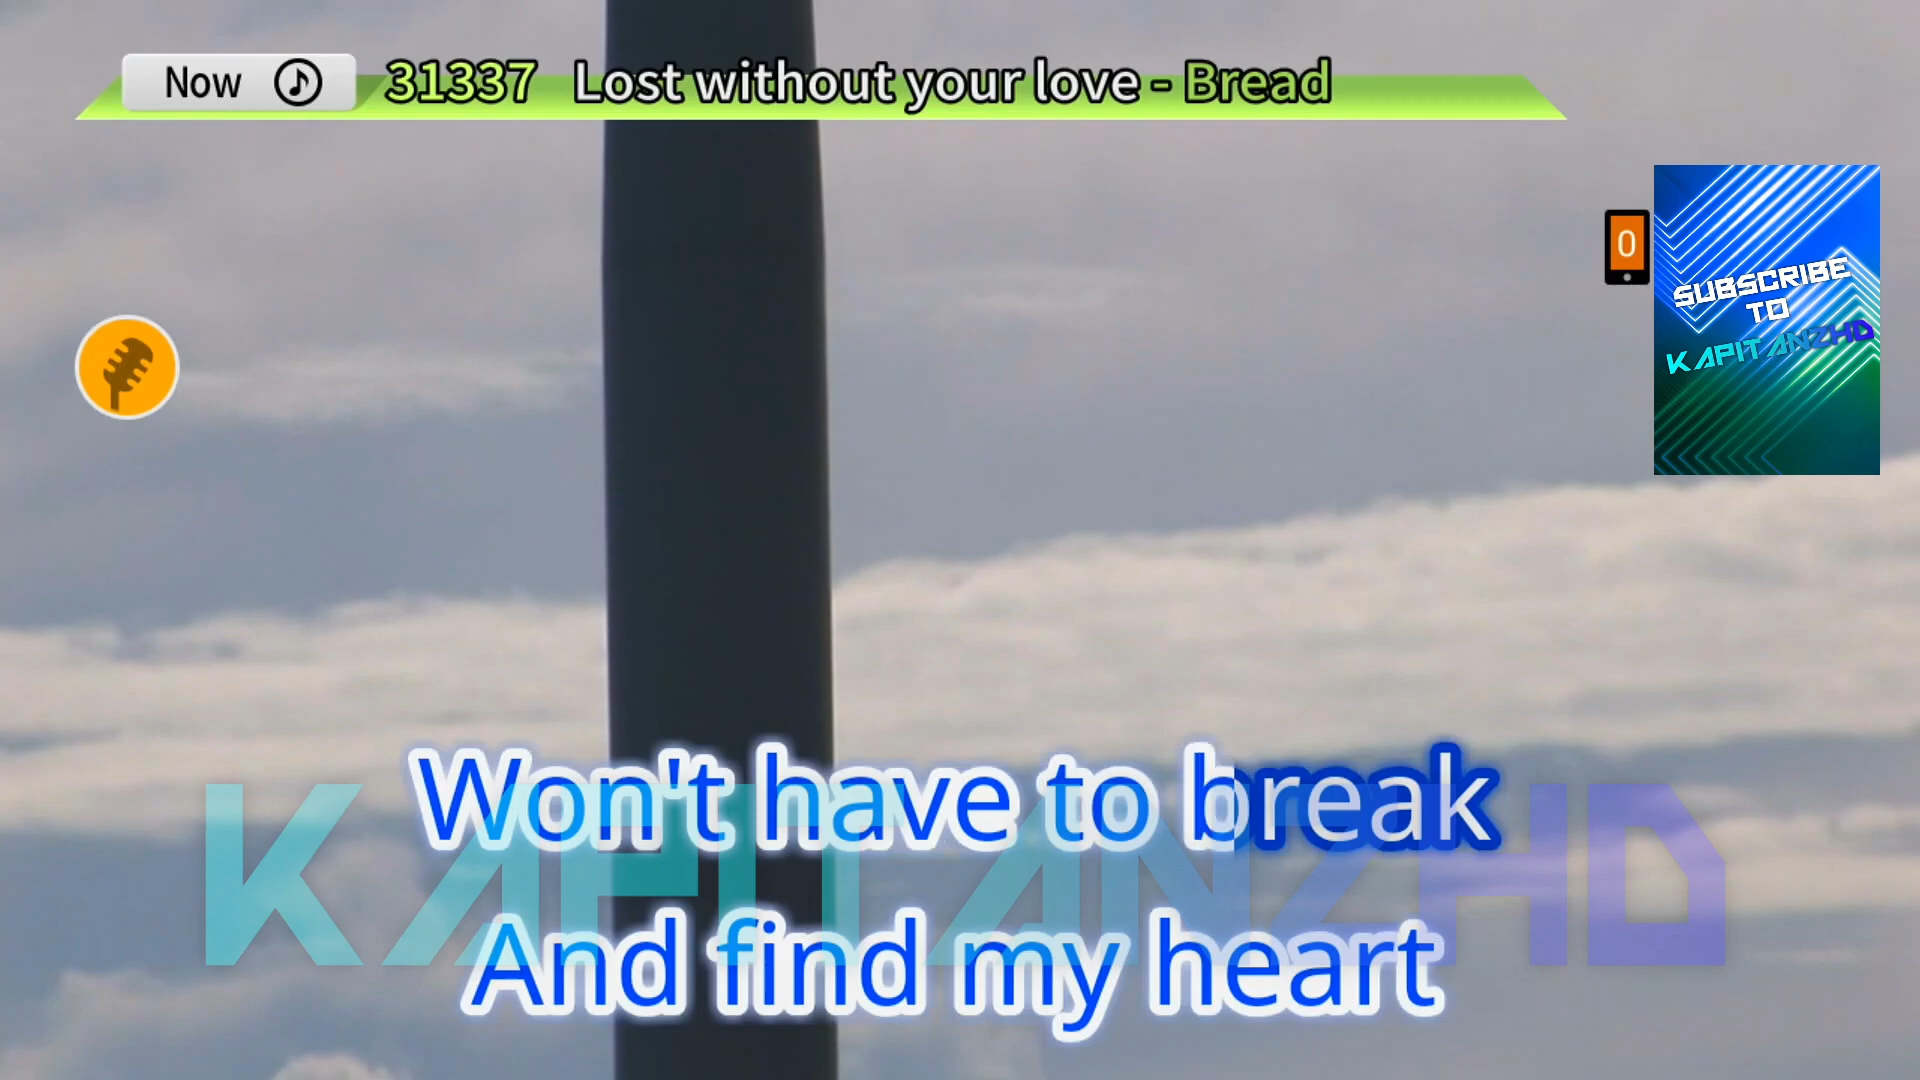 Now 31337 Lost without your love - Bread
0
SUBSCRIBE
TO
KAPITANZHD
Won't have to break
KAPITANZHD
And find my heart